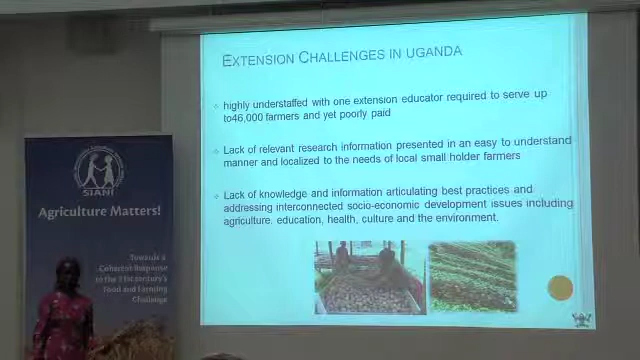 EXTENSION CHALLENGES IN UGANDA
highly understaffed with one extension educator required to serve up
to46,000 farmers and yet poorly paid
Lack of relevant research information presented in an easy to understand
manner and localized to the needs of local small holder farmers
Lack of knowledge and information articulating best practices and
addressing interconnected socio-economic development issues including
agriculture. education, health, culture and the environment.
SIANI
Agriculture Matters!
Towards a
Coherent Response
to the 21st century's
Food and Farming
Challenge